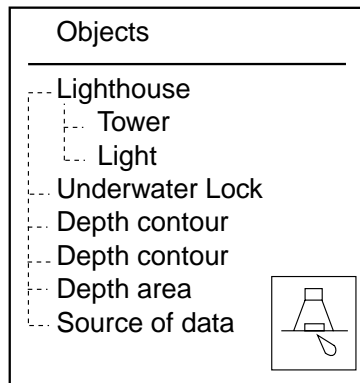 Objects
Lighthouse
Tower
Light
Underwater Lock
Depth contour
Depth contour
Depth area
Source of data